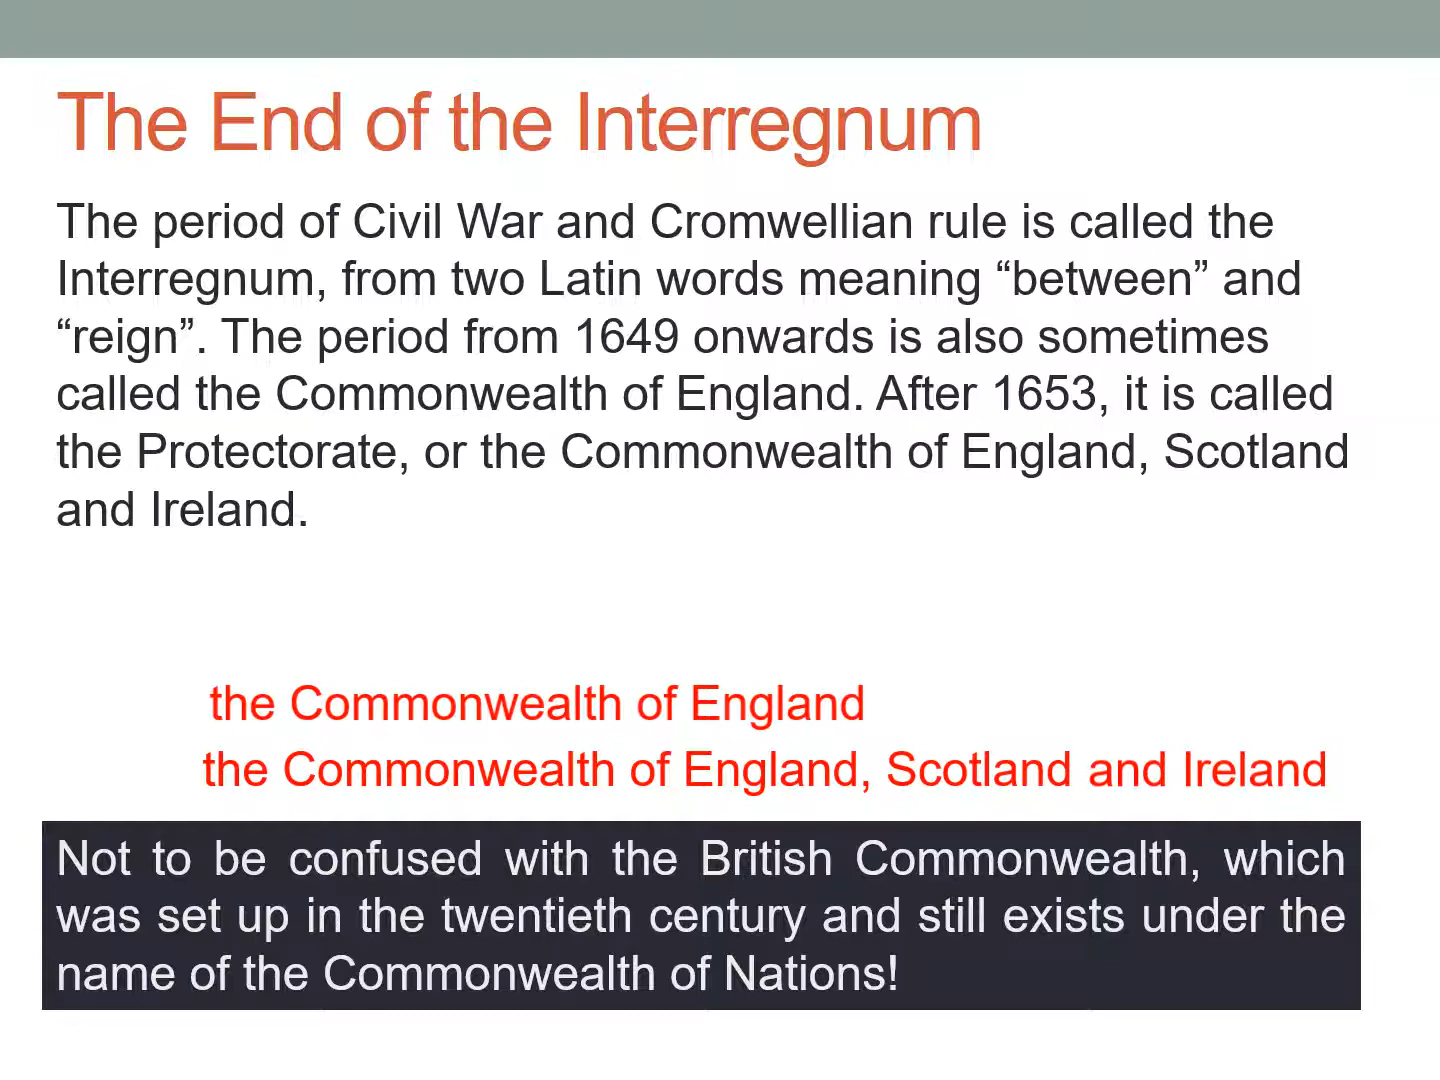 The End of the Interregnum
The period of Civil War and Cromwellian rule is called the
Interregnum, from two Latin words meaning “between” and
“reign”. The period from 1649 onwards is also sometimes
called the Commonwealth of England. After 1653, it is called
the Protectorate, or the Commonwealth of England, Scotland
and Ireland.
the Commonwealth of England
the Commonwealth of England, Scotland and Ireland
Not to be confused with the British Commonwealth, which
was set up in the twentieth century and still exists under the
name of the Commonwealth of Nations!